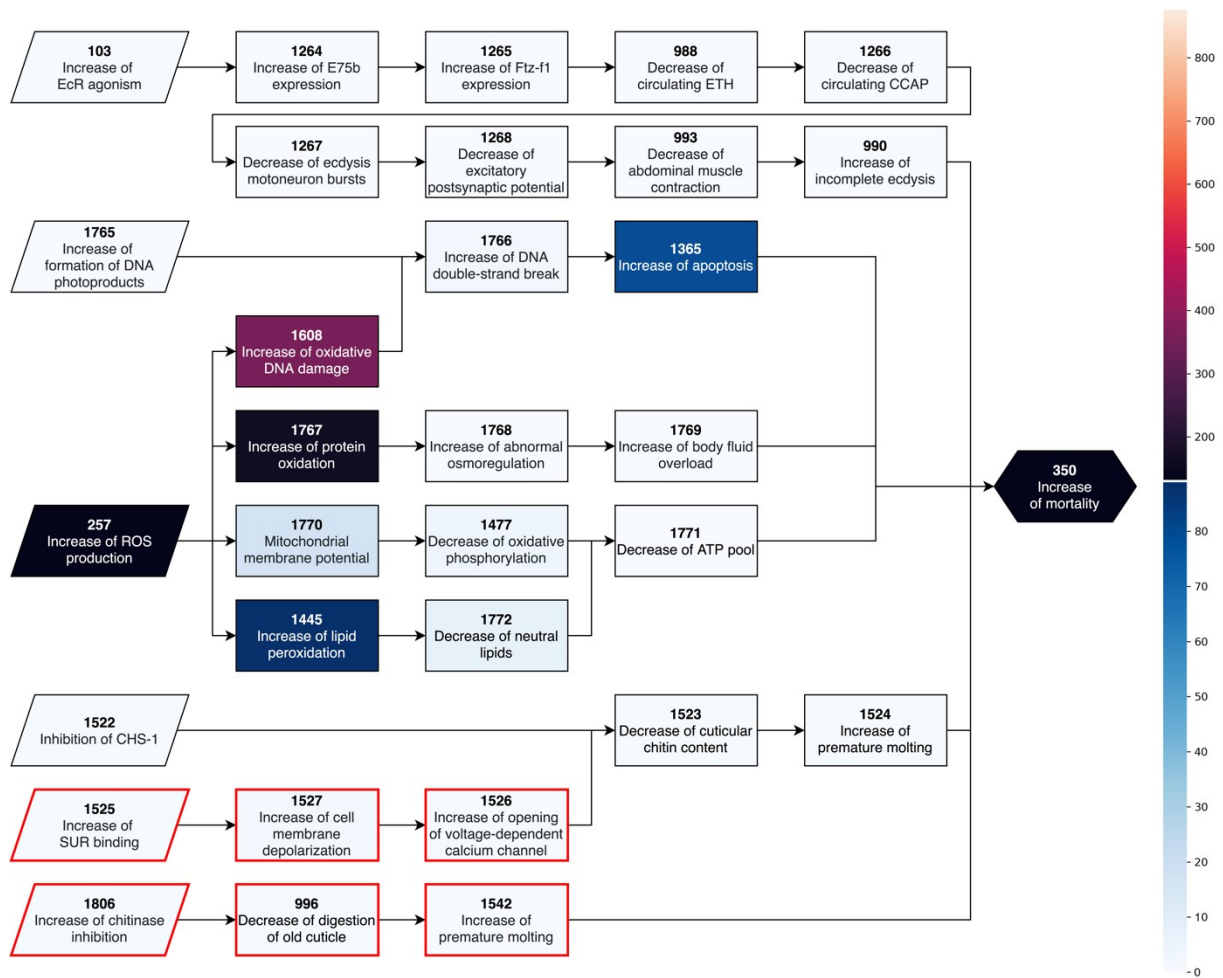 103
Increase of
EcR agonism
1264
Increase of E75b
expression
1265
Increase of Ftz-f1
expression
988
Decrease of
circulating ETH
1266
Decrease of
circulating CCAP
1267
Decrease of ecdysis
motoneuron bursts
1268
Decrease of
excitatory
postsynaptic potential
993
Decrease of
abdominal muscle
contraction
990
Increase of
incomplete ecdysis
1765
Increase of
formation of DNA
photoproducts
1766
Increase of DNA
double-strand break
1365
Increase of apoptosis
1608
Increase of oxidative
DNA damage
1767
Increase of protein
oxidation
1768
Increase of abnormal
osmoregulation
1769
Increase of body fluid
overload
350
Increase
of mortality
257
Increase of ROS
production
1770
Mitochondrial
membrane potential
1477
Decrease of oxidative
phosphorylation
1771
Decrease of ATP pool
1445
Increase of lipid
peroxidation
1772
Decrease of neutral
lipids
1522
Inhibition of CHS-1
1523
Decrease of cuticular
chitin content
1524
Increase of
premature molting
1525
Increase of
SUR binding
1527
Increase of cell
membrane
depolarization
1526
Increase of opening
of voltage-dependent
calcium channel
1806
Increase of chitinase
inhibition
996
Decrease of digestion
of old cuticle
1542
Increase of
premature molting
800
700
600
500
400
300
200
80
70
60
50
40
30
20
10
0